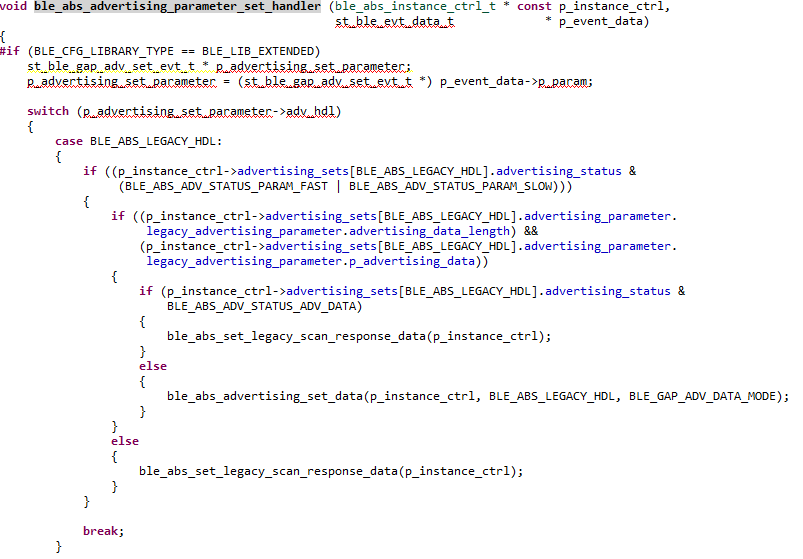 void ble_abs_advertising_parameter_set_handler (ble_abs_instance_ctrl_t * const p_instance_ctrl,
                                                st_ble_evt_data_t             * p_event_data)
{
#if (BLE_CFG_LIBRARY_TYPE == BLE_LIB_EXTENDED)
    st_ble_gap_adv_set_evt_t * p_advertising_set_parameter;
    p_advertising_set_parameter = (st_ble_gap_adv_set_evt_t *) p_event_data->p_param;

    switch (p_advertising_set_parameter->adv_hdl)
    {
        case BLE_ABS_LEGACY_HDL:
        {
            if ((p_instance_ctrl->advertising_sets[BLE_ABS_LEGACY_HDL].advertising_status &
                 (BLE_ABS_ADV_STATUS_PARAM_FAST | BLE_ABS_ADV_STATUS_PARAM_SLOW)))
            {
                if ((p_instance_ctrl->advertising_sets[BLE_ABS_LEGACY_HDL].advertising_parameter.
                     legacy_advertising_parameter.advertising_data_length) &&
                    (p_instance_ctrl->advertising_sets[BLE_ABS_LEGACY_HDL].advertising_parameter.
                     legacy_advertising_parameter.p_advertising_data))
                {
                    if (p_instance_ctrl->advertising_sets[BLE_ABS_LEGACY_HDL].advertising_status &
                        BLE_ABS_ADV_STATUS_ADV_DATA)
                    {
                        ble_abs_set_legacy_scan_response_data(p_instance_ctrl);
                    }
                    else
                    {
                        ble_abs_advertising_set_data(p_instance_ctrl, BLE_ABS_LEGACY_HDL, BLE_GAP_ADV_DATA_MODE);
                    }
                }
                else
                {
                    ble_abs_set_legacy_scan_response_data(p_instance_ctrl);
                }
            }

            break;
        }